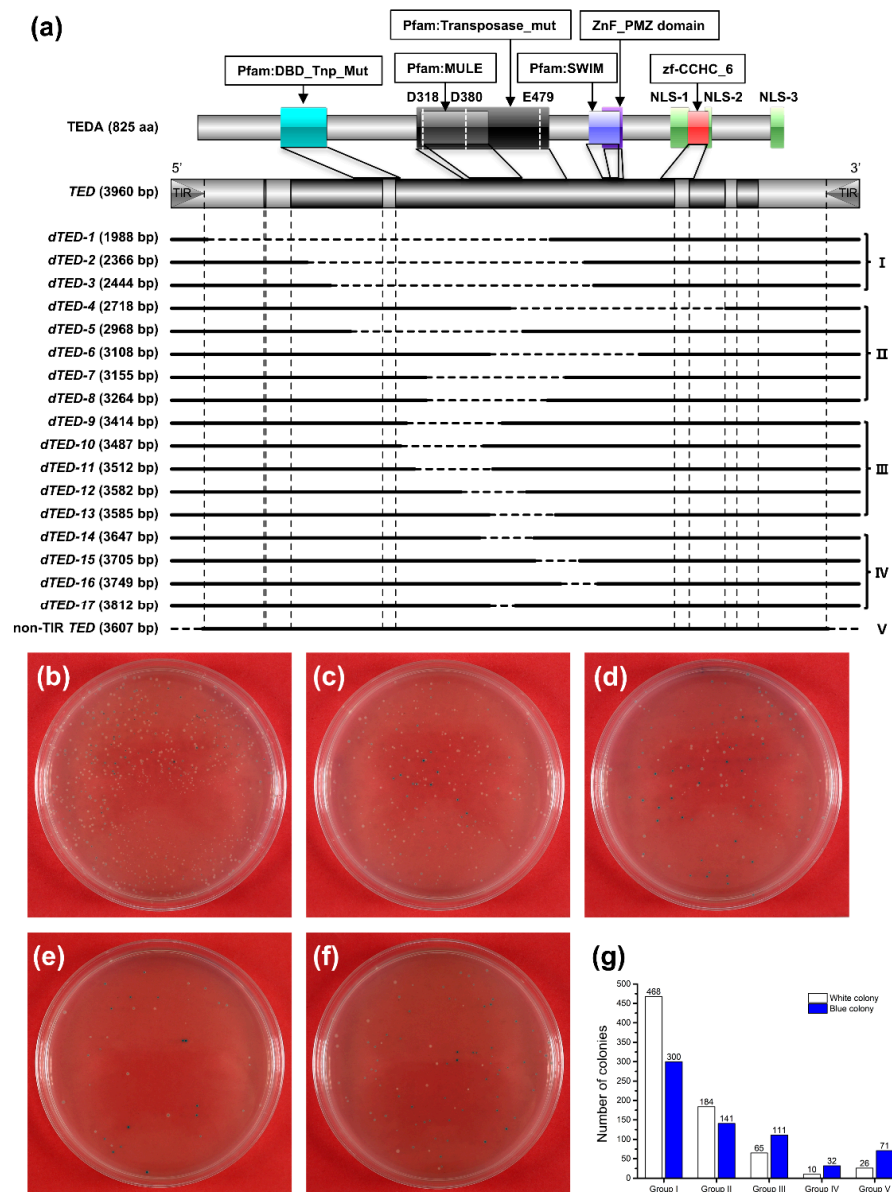 (a)
Pfam:Transposase_mut
ZnF_PMZ domain
Pfam:DBD_Tnp_Mut
Pfam:MULE
Pfam:SWIM
zf-CCHC_6
D318 D380 E479 NLS-1 NLS-2 NLS-3
TEDA (825 aa)
5' 3'
TED (3960 bp) TIR TIR
dTED-1 (1988 bp)
dTED-2 (2366 bp) I
dTED-3 (2444 bp)
dTED-4 (2718 bp)
dTED-5 (2968 bp)
dTED-6 (3108 bp) II
dTED-7 (3155 bp)
dTED-8 (3264 bp)
dTED-9 (3414 bp)
dTED-10 (3487 bp)
dTED-11 (3512 bp) III
dTED-12 (3582 bp)
dTED-13 (3585 bp)
dTED-14 (3647 bp)
dTED-15 (3705 bp) IV
dTED-16 (3749 bp)
dTED-17 (3812 bp)
non-TIR TED (3607 bp) V
(b)
(c)
(d)
(e)
(f)
(g)
Number of colonies
500
450
400
350
300
250
200
150
100
50
0
White colony
Blue colony
468
300
184
141
65
111
10
32
26
71
Group I Group II Group III Group IV Group V